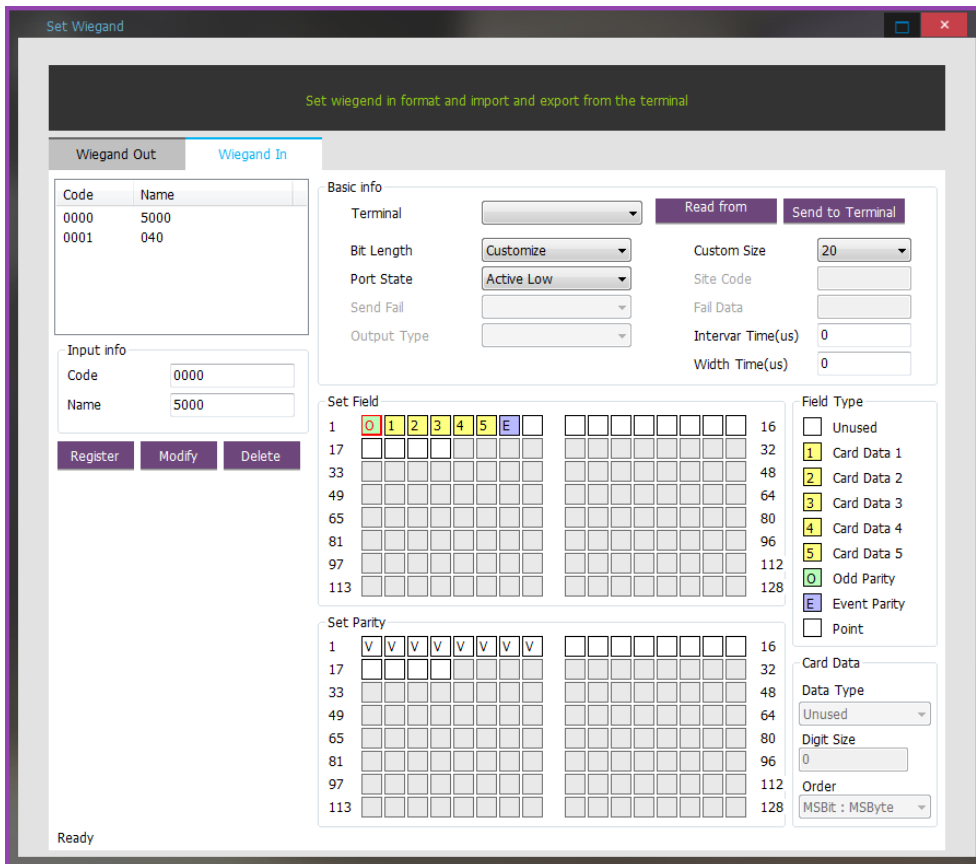 Set Wiegand
Set wiegend in format and import and export from the terminal
Wiegand Out Wiegand In
Code Name
0000 5000
0001 040
Input info
Code 0000
Name 5000
Register Modify Delete
Basic info
Terminal Read from Send to Terminal
Bit Length Customize Custom Size 20
Port State Active Low Site Code
Send Fail Fail Data
Output Type Intervar Time(us) 0
Width Time(us) 0
Set Field
1 O 1 2 3 4 5 E 16
17 32
33 48
49 64
65 80
81 96
97 112
113 128
Field Type
Unused
1 Card Data 1
2 Card Data 2
3 Card Data 3
4 Card Data 4
5 Card Data 5
O Odd Parity
E Event Parity
Point
Set Parity
1 V V V V V V V V 16
17 32
33 48
49 64
65 80
81 96
97 112
113 128
Card Data
Data Type
Unused
Digit Size
0
Order
MSBit : MSByte
Ready